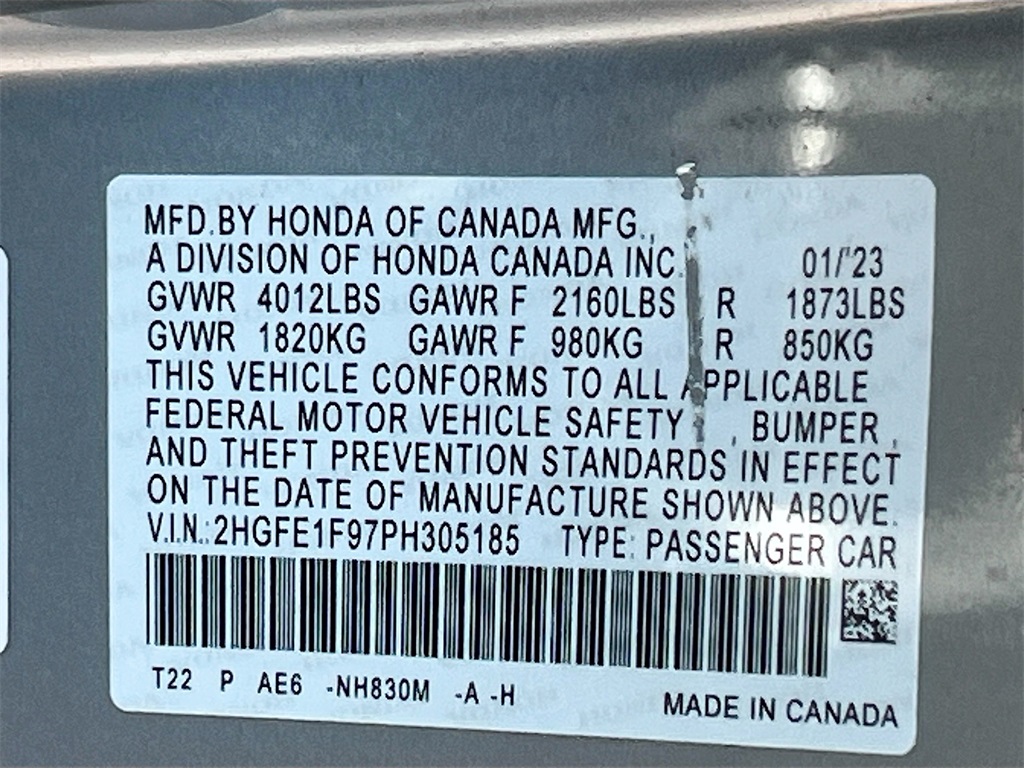 MFD.BY HONDA OF CANADA MFG.,
A DIVISION OF HONDA CANADA INC. 01/'23
GVWR 4012LBS GAWR F 2160LBS R 1873LBS
GVWR 1820KG GAWR F 980KG R 850KG
THIS VEHICLE CONFORMS TO ALL APPLICABLE
FEDERAL MOTOR VEHICLE SAFETY , BUMPER ,
AND THEFT PREVENTION STANDARDS IN EFFECT
ON THE DATE OF MANUFACTURE SHOWN ABOVE.
V.I.N.:2HGFE1F97PH305185 TYPE: PASSENGER CAR
T22 P AE6 -NH830M -A -H
MADE IN CANADA